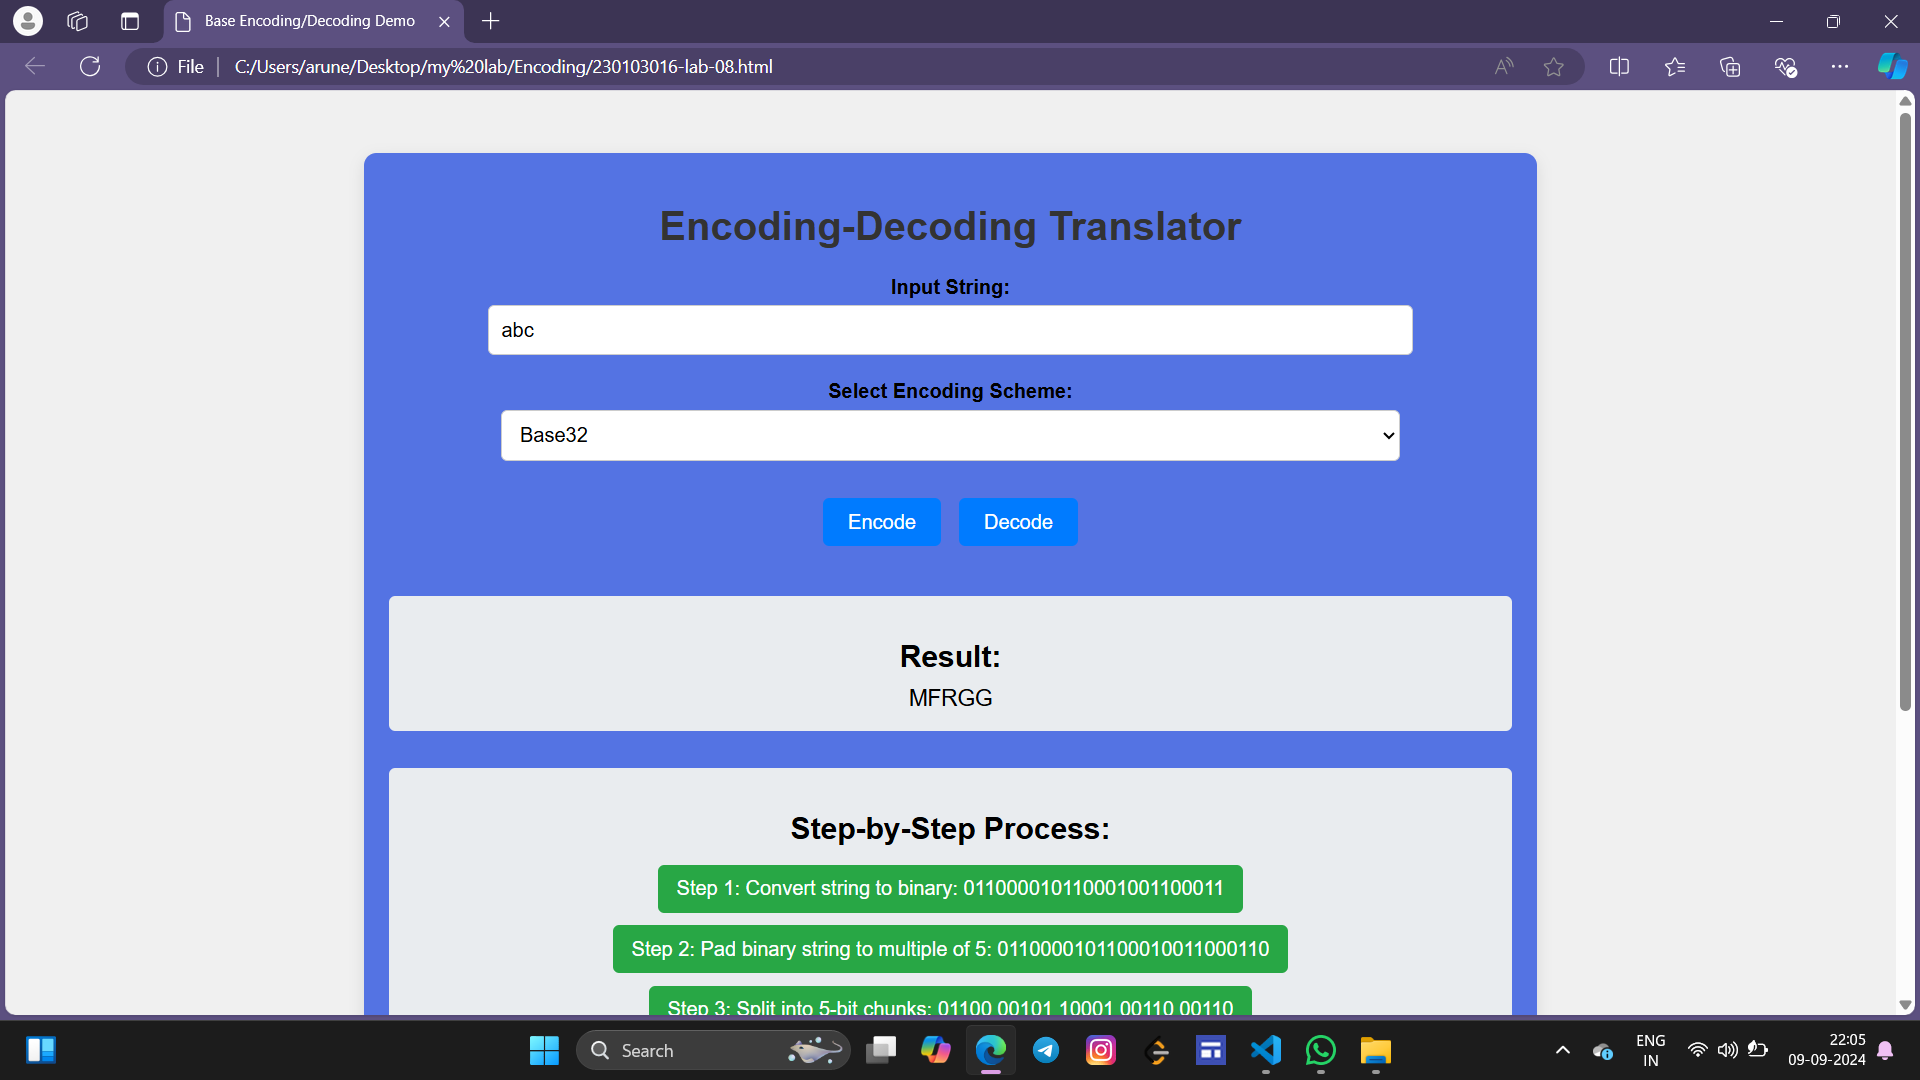 Base Encoding/Decoding Demo
File
C:/Users/arune/Desktop/my%20lab/Encoding/230103016-lab-08.html
Encoding-Decoding Translator
Input String:
abc
Select Encoding Scheme:
Base32
Encode Decode
Result:
MFRGG
Step-by-Step Process:
Step 1: Convert string to binary: 011000010110001001100011
Step 2: Pad binary string to multiple of 5: 0110000101100010011000110
Step 3: Split into 5-bit chunks: 01100 00101 10001 00110 00110
Search
ENG
IN
22:05
09-09-2024